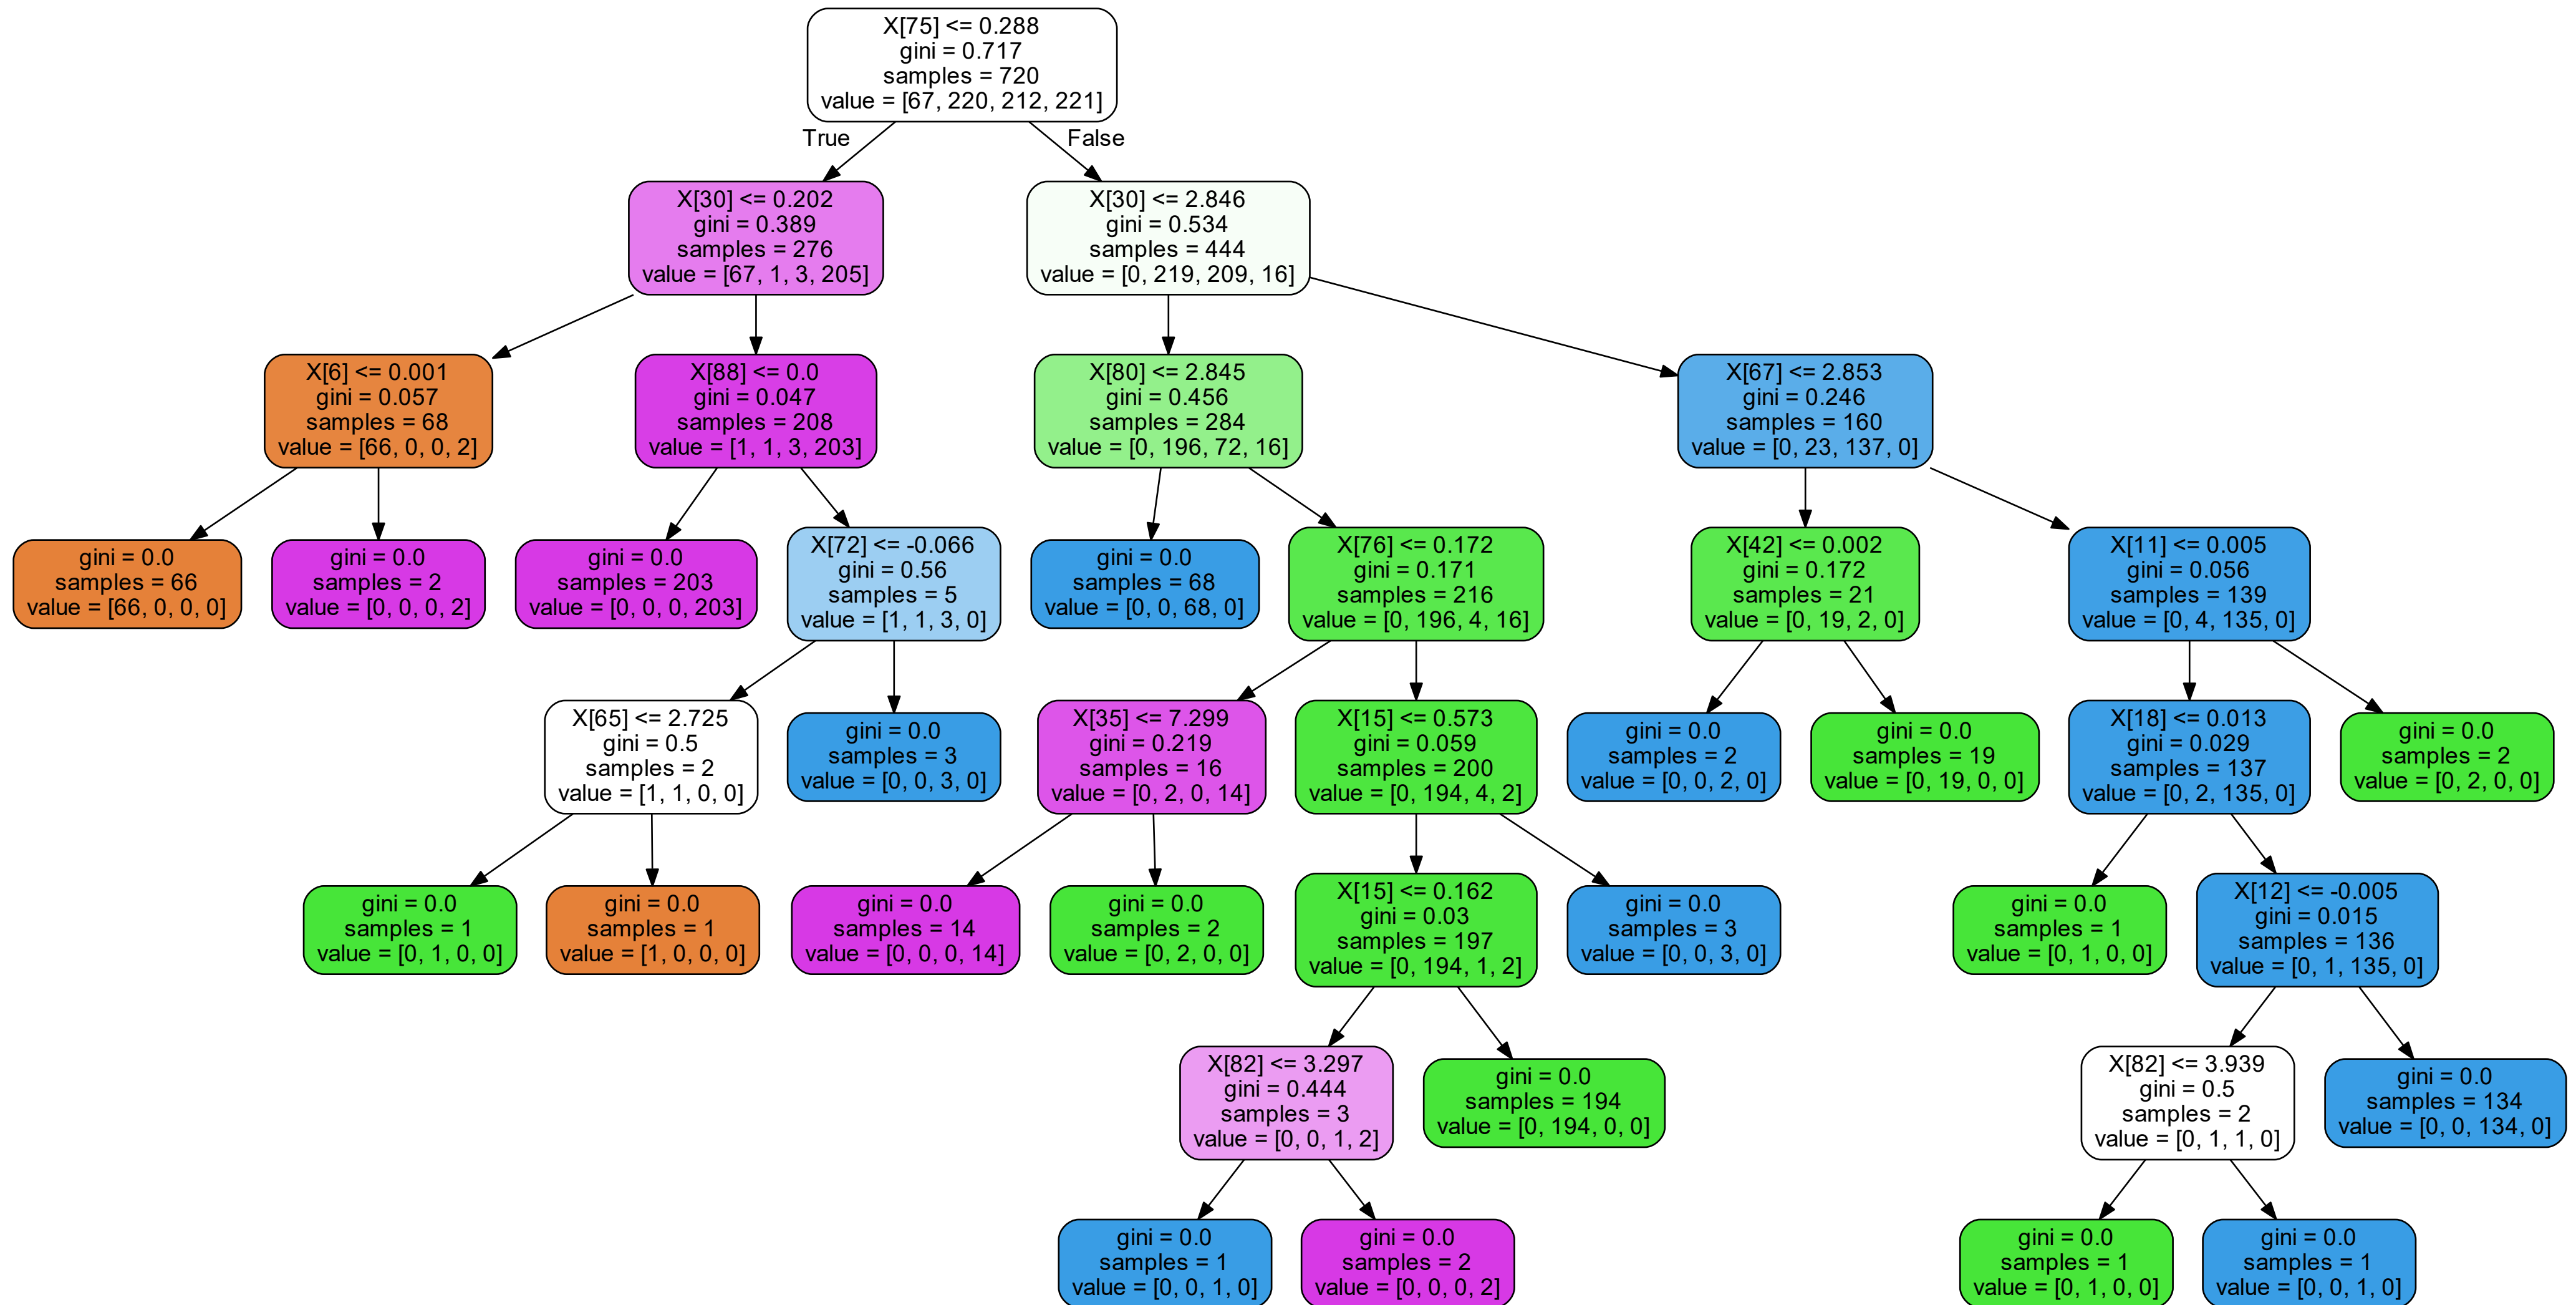 X[75] <= 0.288
gini = 0.717
samples = 720
value = [67, 220, 212, 221]
True
False
X[30] <= 0.202
gini = 0.389
samples = 276
value = [67, 1, 3, 205]
X[30] <= 2.846
gini = 0.534
samples = 444
value = [0, 219, 209, 16]
X[6] <= 0.001
gini = 0.057
samples = 68
value = [66, 0, 0, 2]
X[88] <= 0.0
gini = 0.047
samples = 208
value = [1, 1, 3, 203]
X[80] <= 2.845
gini = 0.456
samples = 284
value = [0, 196, 72, 16]
X[67] <= 2.853
gini = 0.246
samples = 160
value = [0, 23, 137, 0]
gini = 0.0
samples = 66
value = [66, 0, 0, 0]
gini = 0.0
samples = 2
value = [0, 0, 0, 2]
gini = 0.0
samples = 203
value = [0, 0, 0, 203]
X[72] <= -0.066
gini = 0.56
samples = 5
value = [1, 1, 3, 0]
gini = 0.0
samples = 68
value = [0, 0, 68, 0]
X[76] <= 0.172
gini = 0.171
samples = 216
value = [0, 196, 4, 16]
X[42] <= 0.002
gini = 0.172
samples = 21
value = [0, 19, 2, 0]
X[11] <= 0.005
gini = 0.056
samples = 139
value = [0, 4, 135, 0]
X[65] <= 2.725
gini = 0.5
samples = 2
value = [1, 1, 0, 0]
gini = 0.0
samples = 3
value = [0, 0, 3, 0]
X[35] <= 7.299
gini = 0.219
samples = 16
value = [0, 2, 0, 14]
X[15] <= 0.573
gini = 0.059
samples = 200
value = [0, 194, 4, 2]
gini = 0.0
samples = 2
value = [0, 0, 2, 0]
gini = 0.0
samples = 19
value = [0, 19, 0, 0]
X[18] <= 0.013
gini = 0.029
samples = 137
value = [0, 2, 135, 0]
gini = 0.0
samples = 2
value = [0, 2, 0, 0]
gini = 0.0
samples = 1
value = [0, 1, 0, 0]
gini = 0.0
samples = 1
value = [1, 0, 0, 0]
gini = 0.0
samples = 14
value = [0, 0, 0, 14]
gini = 0.0
samples = 2
value = [0, 2, 0, 0]
X[15] <= 0.162
gini = 0.03
samples = 197
value = [0, 194, 1, 2]
gini = 0.0
samples = 3
value = [0, 0, 3, 0]
gini = 0.0
samples = 1
value = [0, 1, 0, 0]
X[12] <= -0.005
gini = 0.015
samples = 136
value = [0, 1, 135, 0]
X[82] <= 3.297
gini = 0.444
samples = 3
value = [0, 0, 1, 2]
gini = 0.0
samples = 194
value = [0, 194, 0, 0]
X[82] <= 3.939
gini = 0.5
samples = 2
value = [0, 1, 1, 0]
gini = 0.0
samples = 134
value = [0, 0, 134, 0]
gini = 0.0
samples = 1
value = [0, 0, 1, 0]
gini = 0.0
samples = 2
value = [0, 0, 0, 2]
gini = 0.0
samples = 1
value = [0, 1, 0, 0]
gini = 0.0
samples = 1
value = [0, 0, 1, 0]